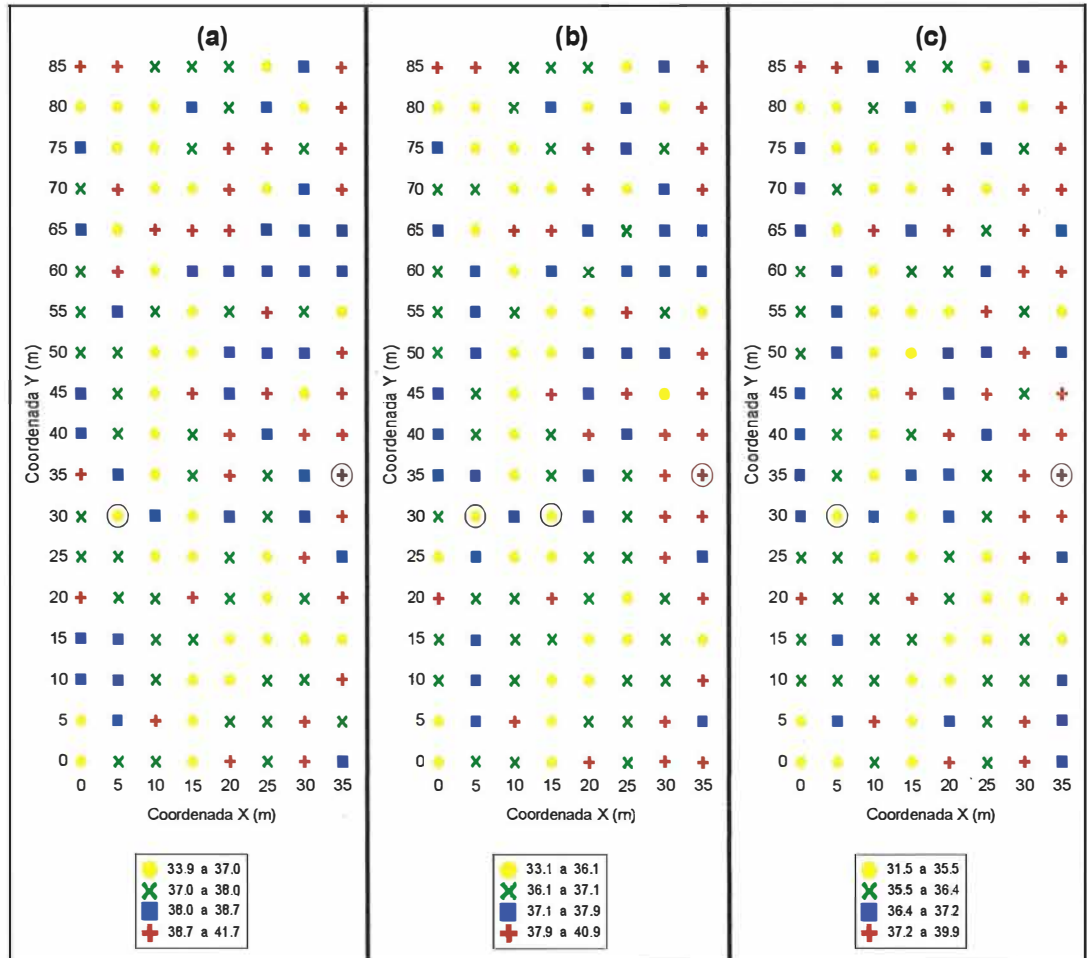 (a)
85
80
75
70
65
60
55
50
45
40
35
30
25
20
15
10
5
0
Coordenada Y (m)
0 5 10 15 20 25 30 35
Coordenada X (m)
33.9 a 37.0
37.0 a 38.0
38.0 a 38.7
38.7 a 41.7
(b)
85
80
75
70
65
60
55
50
45
40
35
30
25
20
15
10
5
0
Coordenada Y (m)
0 5 10 15 20 25 30 35
Coordenada X (m)
33.1 a 36.1
36.1 a 37.1
37.1 a 37.9
37.9 a 40.9
(c)
85
80
75
70
65
60
55
50
45
40
35
30
25
20
15
10
5
0
Coordenada Y (m)
0 5 10 15 20 25 30 35
Coordenada X (m)
31.5 a 35.5
35.5 a 36.4
36.4 a 37.2
37.2 a 39.9